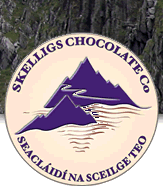 SKELLIGS CHOCOLATE Co
SEACLÁIDÍ NA SCEILGE TEO